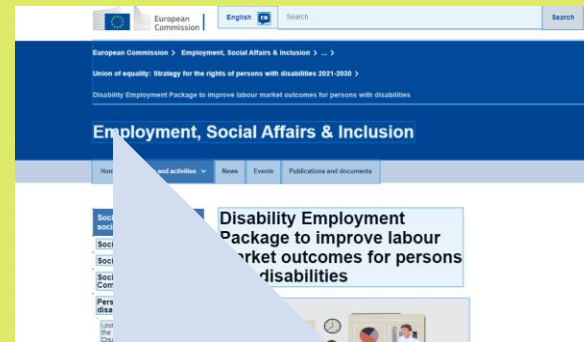 European
Commission
English EN
Search
Search
European Commission > Employment, Social Affairs & Inclusion > ... >
Union of equality: Strategy for the rights of persons with disabilities 2021-2030 >
Disability Employment Package to improve labour market outcomes for persons with disabilities
Employment, Social Affairs & Inclusion
and activities
News
Events
Publications and documents
Disability Employment
Package to improve labour
outcomes for persons
disabilities